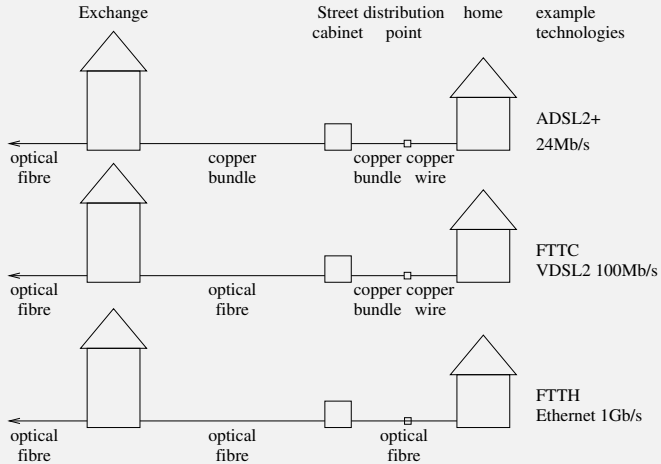 Exchange
Street distribution home example
cabinet point technologies
ADSL2+
24Mb/s
optical copper copper copper
fibre bundle bundle wire
FTTC
VDSL2 100Mb/s
optical optical copper copper
fibre fibre bundle wire
FTTH
Ethernet 1Gb/s
optical optical optical
fibre fibre fibre